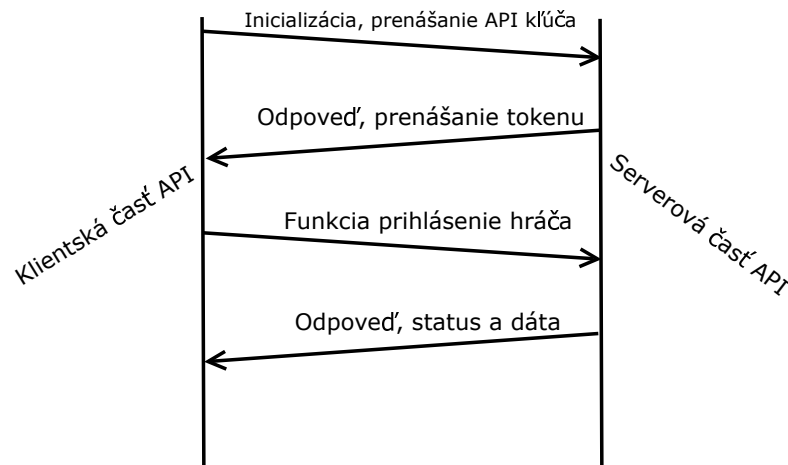 Inicializácia, prenášanie API kľúča
Odpoveď, prenášanie tokenu
Klientská časť API
Serverová časť API
Funkcia prihlásenie hráča
Odpoveď, status a dáta